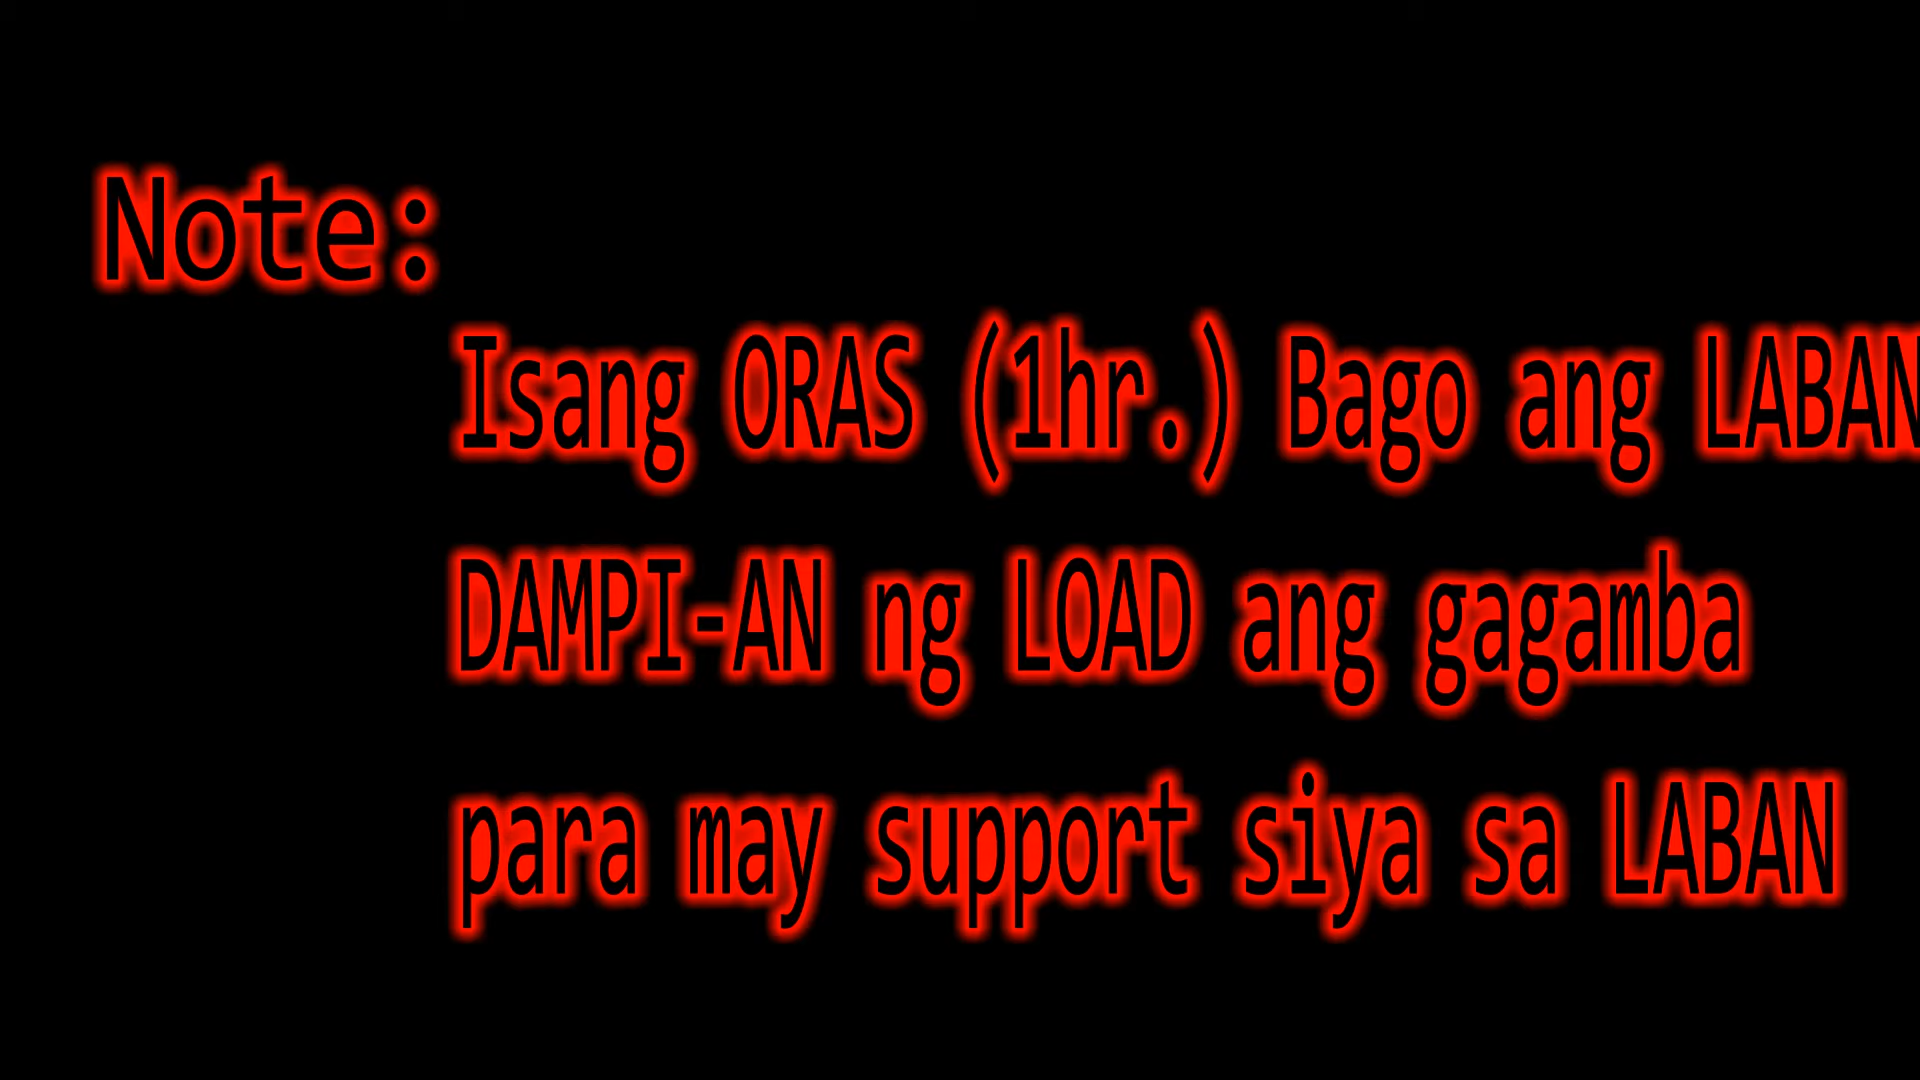 Note:
Isang ORAS (1hr.) Bago ang LABAN
DAMPI-AN ng LOAD ang gagamba
para may support siya sa LABAN